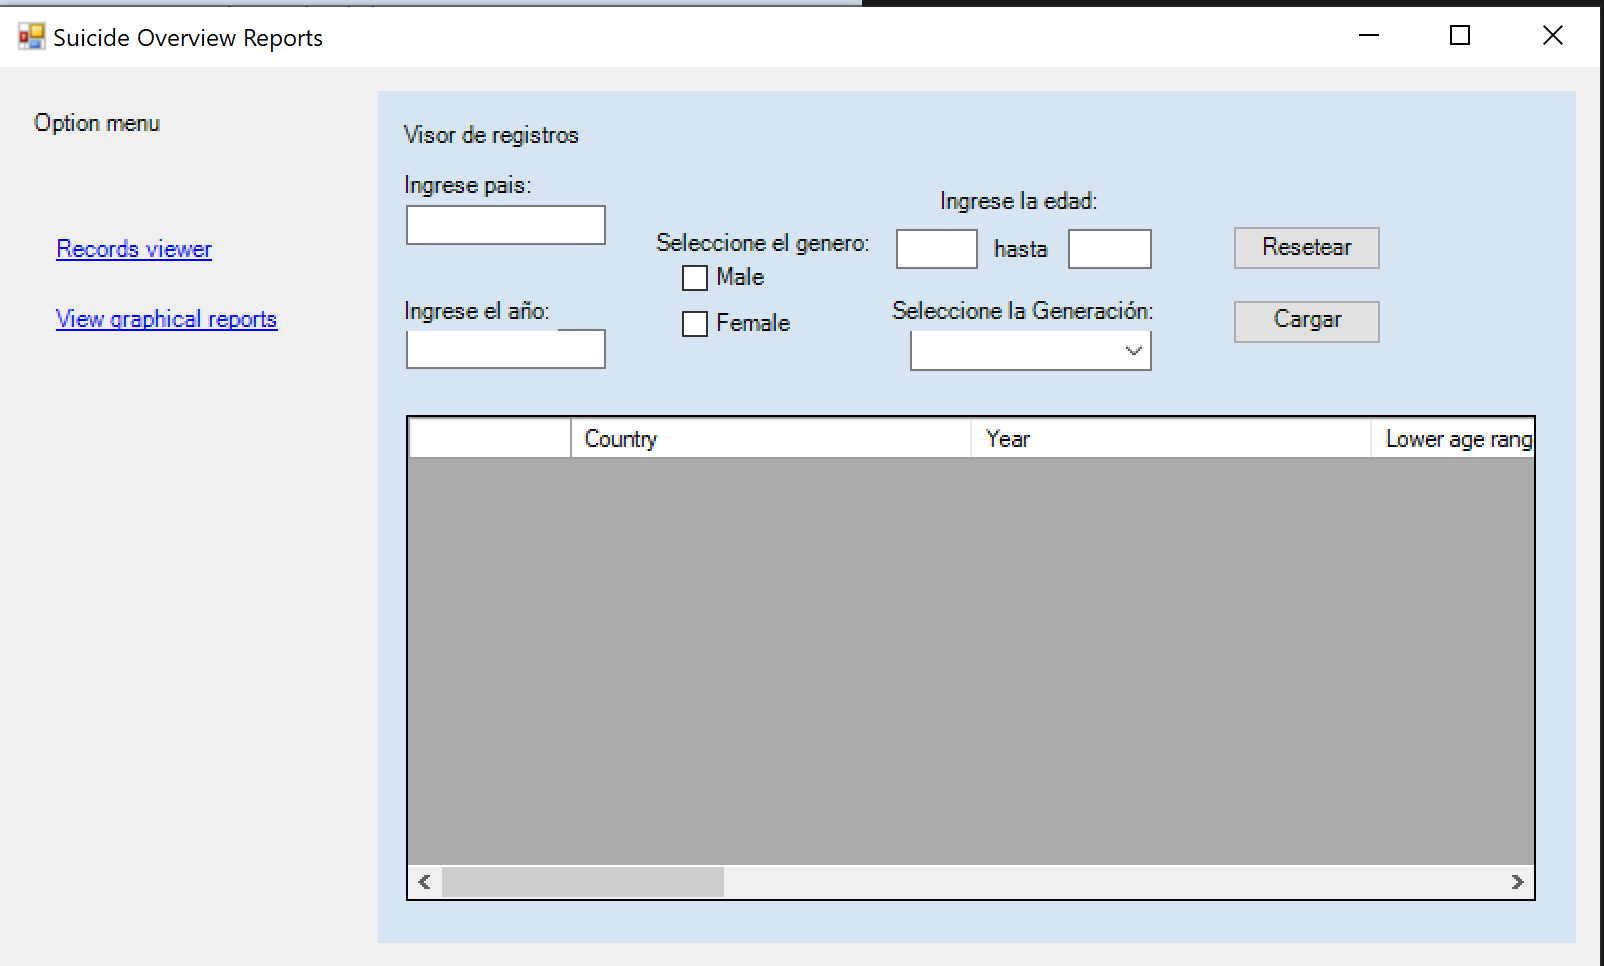 Suicide Overview Reports
Option menu
Records viewer
View graphical reports
Visor de registros
Ingrese pais:
Ingrese el año:
Seleccione el genero:
Male
Female
Ingrese la edad:
hasta
Seleccione la Generación:
Resetear
Cargar
Country Year Lower age rang